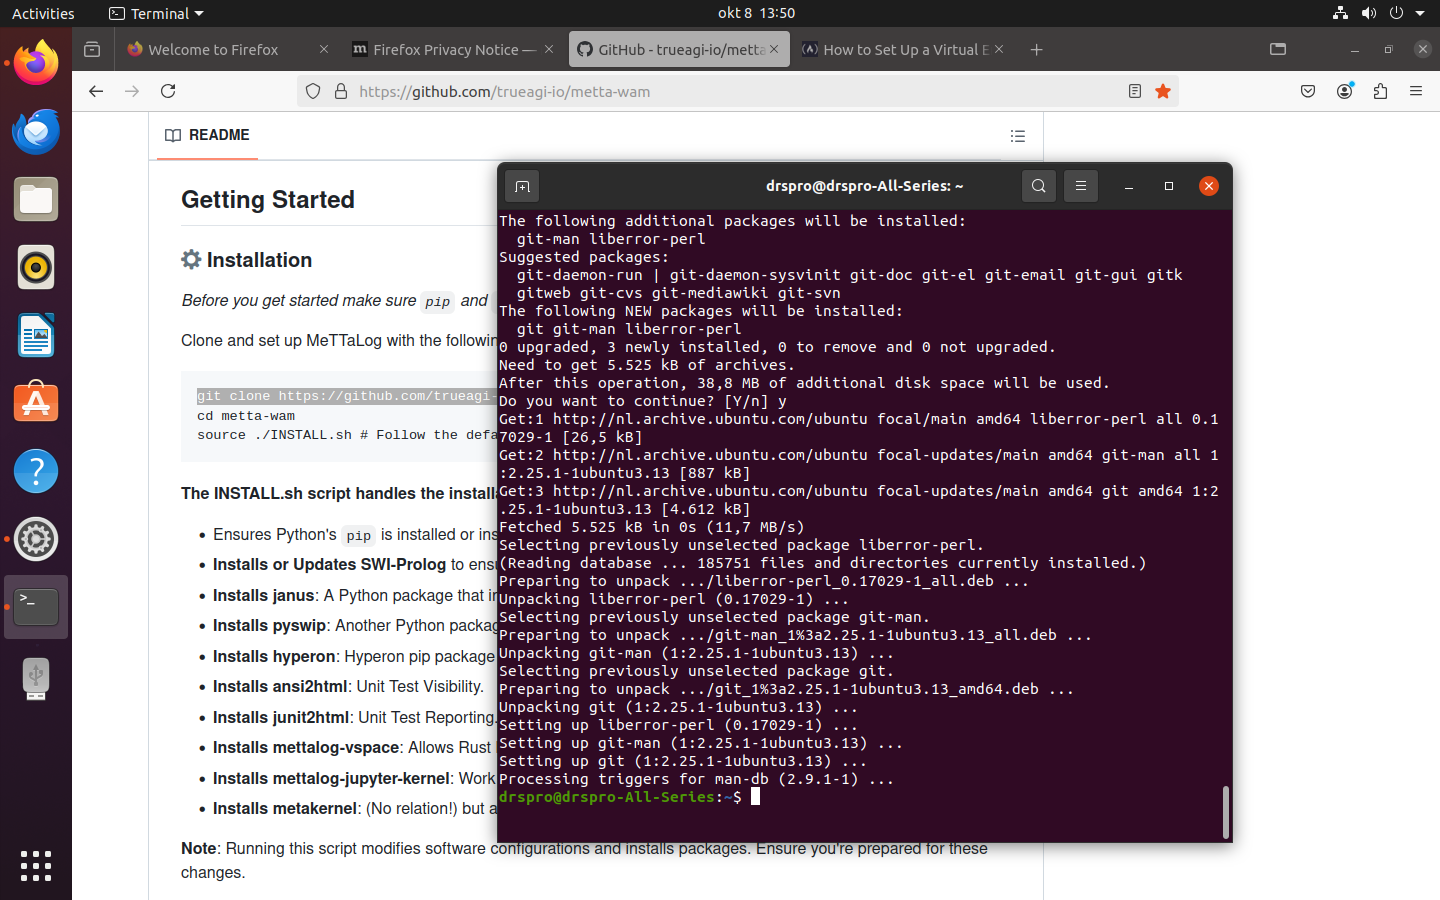 Activities
Terminal
okt 8 13:50
Welcome to Firefox
Firefox Privacy Notice —
GitHub - trueagi-io/metta
How to Set Up a Virtual E
https://github.com/trueagi-io/metta-wam
README
Getting Started
Installation
Before you get started make sure pip and
Clone and set up MeTTaLog with the followin
git clone https://github.com/trueagi-
cd metta-wam
source ./INSTALL.sh # Follow the defa
The INSTALL.sh script handles the install
Ensures Python's pip is installed or ins
Installs or Updates SWI-Prolog to ensu
Installs janus: A Python package that in
Installs pyswip: Another Python packag
Installs hyperon: Hyperon pip package
Installs ansi2html: Unit Test Visibility.
Installs junit2html: Unit Test Reporting.
Installs mettalog-vspace: Allows Rust
Installs mettalog-jupyter-kernel: Work
Installs metakernel: (No relation!) but a
Note: Running this script modifies software configurations and installs packages. Ensure you're prepared for these
changes.
drspro@drspro-All-Series: ~
The following additional packages will be installed:
git-man liberror-perl
Suggested packages:
git-daemon-run | git-daemon-sysvinit git-doc git-el git-email git-gui gitk
gitweb git-cvs git-mediawiki git-svn
The following NEW packages will be installed:
git git-man liberror-perl
0 upgraded, 3 newly installed, 0 to remove and 0 not upgraded.
Need to get 5.525 kB of archives.
After this operation, 38,8 MB of additional disk space will be used.
Do you want to continue? [Y/n] y
Get:1 http://nl.archive.ubuntu.com/ubuntu focal/main amd64 liberror-perl all 0.1
7029-1 [26,5 kB]
Get:2 http://nl.archive.ubuntu.com/ubuntu focal-updates/main amd64 git-man all 1
:2.25.1-1ubuntu3.13 [887 kB]
Get:3 http://nl.archive.ubuntu.com/ubuntu focal-updates/main amd64 git amd64 1:2
.25.1-1ubuntu3.13 [4.612 kB]
Fetched 5.525 kB in 0s (11,7 MB/s)
Selecting previously unselected package liberror-perl.
(Reading database ... 185751 files and directories currently installed.)
Preparing to unpack .../liberror-perl_0.17029-1_all.deb ...
Unpacking liberror-perl (0.17029-1) ...
Selecting previously unselected package git-man.
Preparing to unpack .../git-man_1%3a2.25.1-1ubuntu3.13_all.deb ...
Unpacking git-man (1:2.25.1-1ubuntu3.13) ...
Selecting previously unselected package git.
Preparing to unpack .../git_1%3a2.25.1-1ubuntu3.13_amd64.deb ...
Unpacking git (1:2.25.1-1ubuntu3.13) ...
Setting up liberror-perl (0.17029-1) ...
Setting up git-man (1:2.25.1-1ubuntu3.13) ...
Setting up git (1:2.25.1-1ubuntu3.13) ...
Processing triggers for man-db (2.9.1-1) ...
drspro@drspro-All-Series:~$